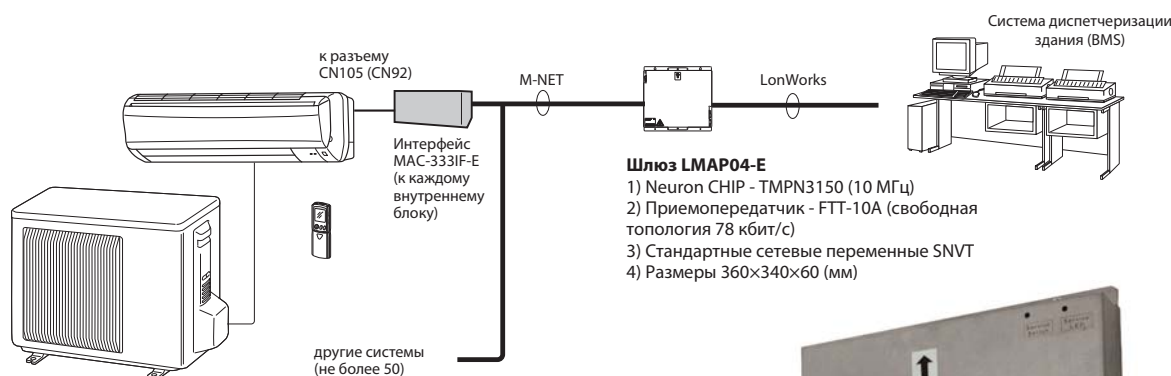 Система диспетчеризации
здания (BMS)
к разъему
CN105 (CN92)
M-NET
LonWorks
Интерфейс
MAC-333IF-E
(к каждому
внутреннему
блоку)
Шлюз LMAP04-E
1) Neuron CHIP - TMPN3150 (10 МГц)
2) Приемопередатчик - FTT-10A (свободная
топология 78 кбит/с)
3) Стандартные сетевые переменные SNVT
4) Размеры 360×340×60 (мм)
другие системы
(не более 50)